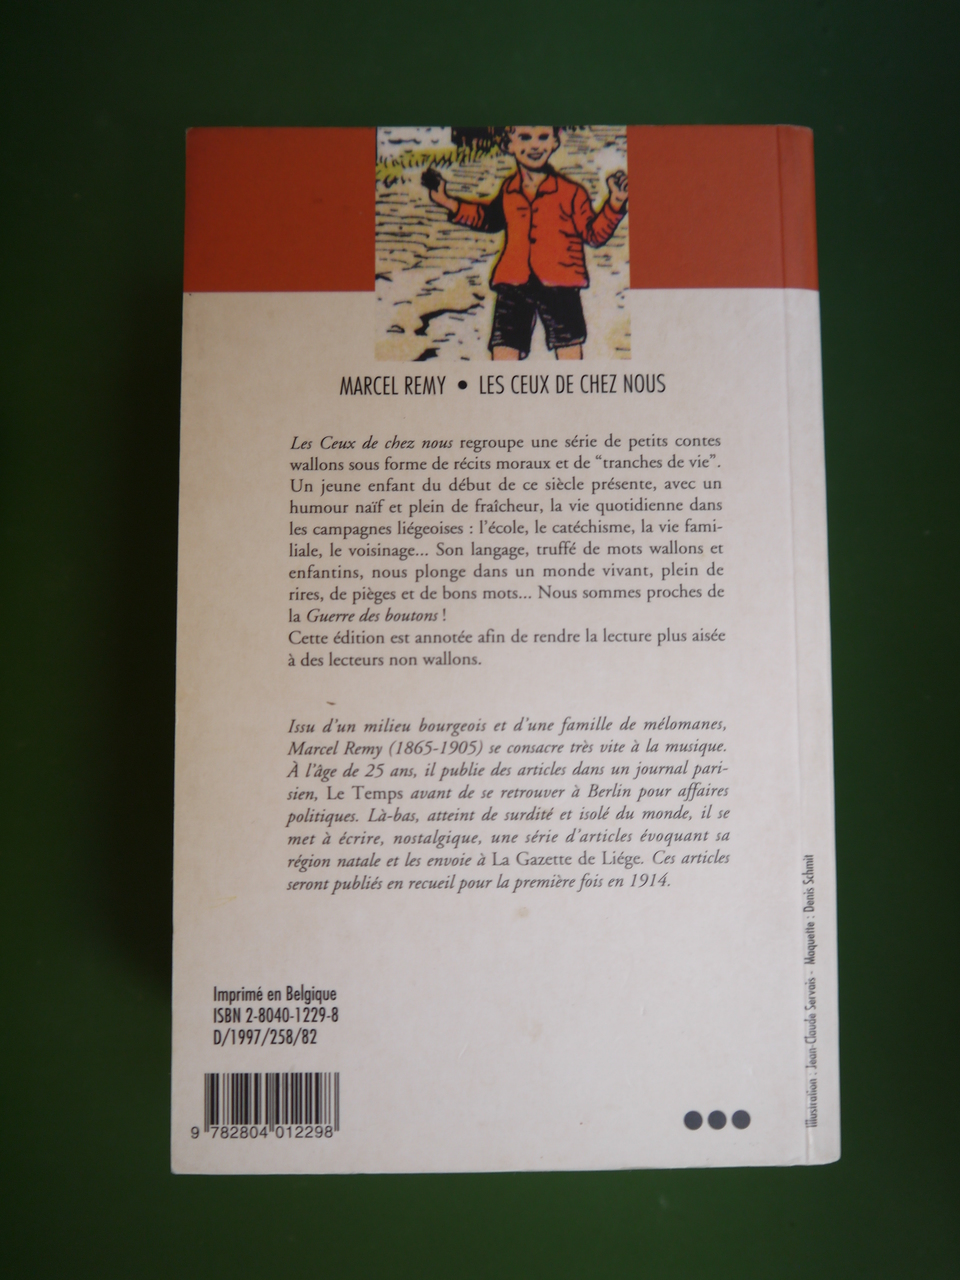 MARCEL REMY • LES CEUX DE CHEZ NOUS
Les Ceux de chez nous regroupe une série de petits contes
wallons sous forme de récits moraux et de “tranches de vie”.
Un jeune enfant du début de ce siècle présente, avec un
humour naïf et plein de fraîcheur, la vie quotidienne dans
les campagnes liégeoises : l’école, le catéchisme, la vie fami-
liale, le voisinage... Son langage, truffé de mots wallons et
enfantins, nous plonge dans un monde vivant, plein de
rires, de pièges et de bons mots... Nous sommes proches de
la Guerre des boutons !
Cette édition est annotée afin de rendre la lecture plus aisée
à des lecteurs non wallons.
Issu d’un milieu bourgeois et d’une famille de mélomanes,
Marcel Remy (1865-1905) se consacre très vite à la musique.
À l’âge de 25 ans, il publie des articles dans un journal pari-
sien, Le Temps avant de se retrouver à Berlin pour affaires
politiques. Là-bas, atteint de surdité et isolé du monde, il se
met à écrire, nostalgique, une série d’articles évoquant sa
région natale et les envoie à La Gazette de Liége. Ces articles
seront publiés en recueil pour la première fois en 1914.
Imprimé en Belgique
ISBN 2-8040-1229-8
D/1997/258/82
9 782804 012298
Illustration : Jean-Claude Servais - Maquette : Denis Schmit